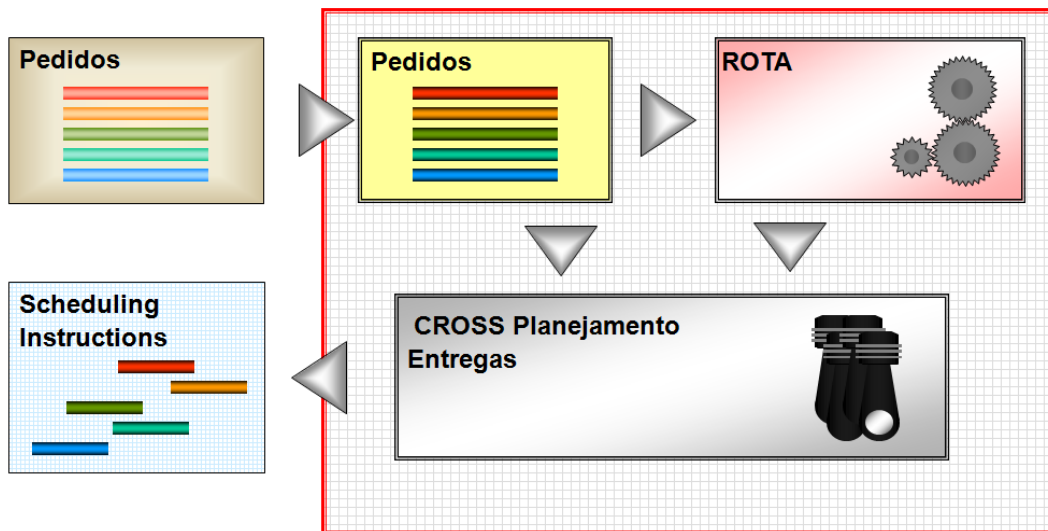 Pedidos
Pedidos
ROTA
Scheduling
Instructions
CROSS Planejamento
Entregas